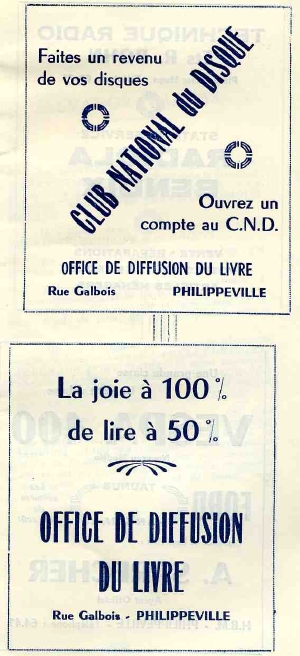 Faites un revenu
de vos disques
CLUB NATIONAL du DISQUE
Ouvrez un
compte au C.N.D.
OFFICE DE DIFFUSION DU LIVRE
Rue Galbois PHILIPPEVILLE
La joie à 100 %
de lire à 50 %
OFFICE DE DIFFUSION
DU LIVRE
Rue Galbois - PHILIPPEVILLE